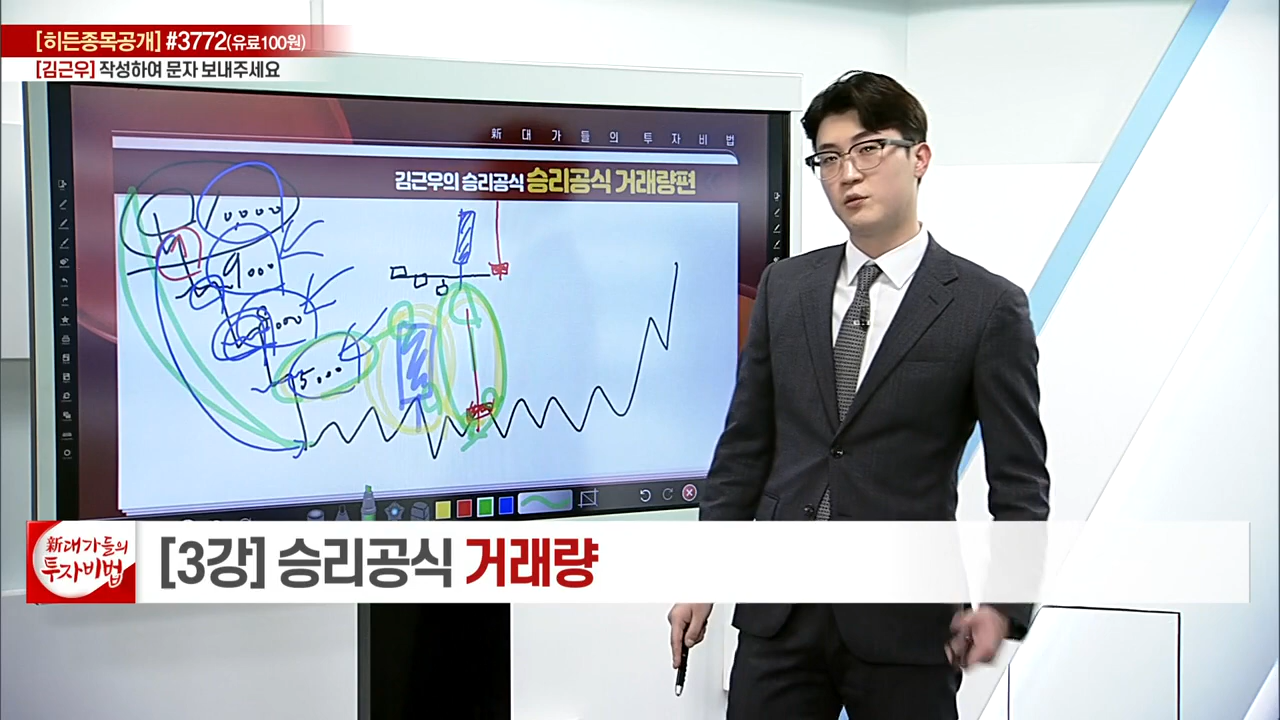 [히든종목공개] #3772(유료100원)
[김근우] 작성하여 문자 보내주세요
新 대가들의 투자비법
김근우의 승리공식 승리공식 거래량편
0000
9000
5000
新대가들의
투자비법
[3강] 승리공식 거래량